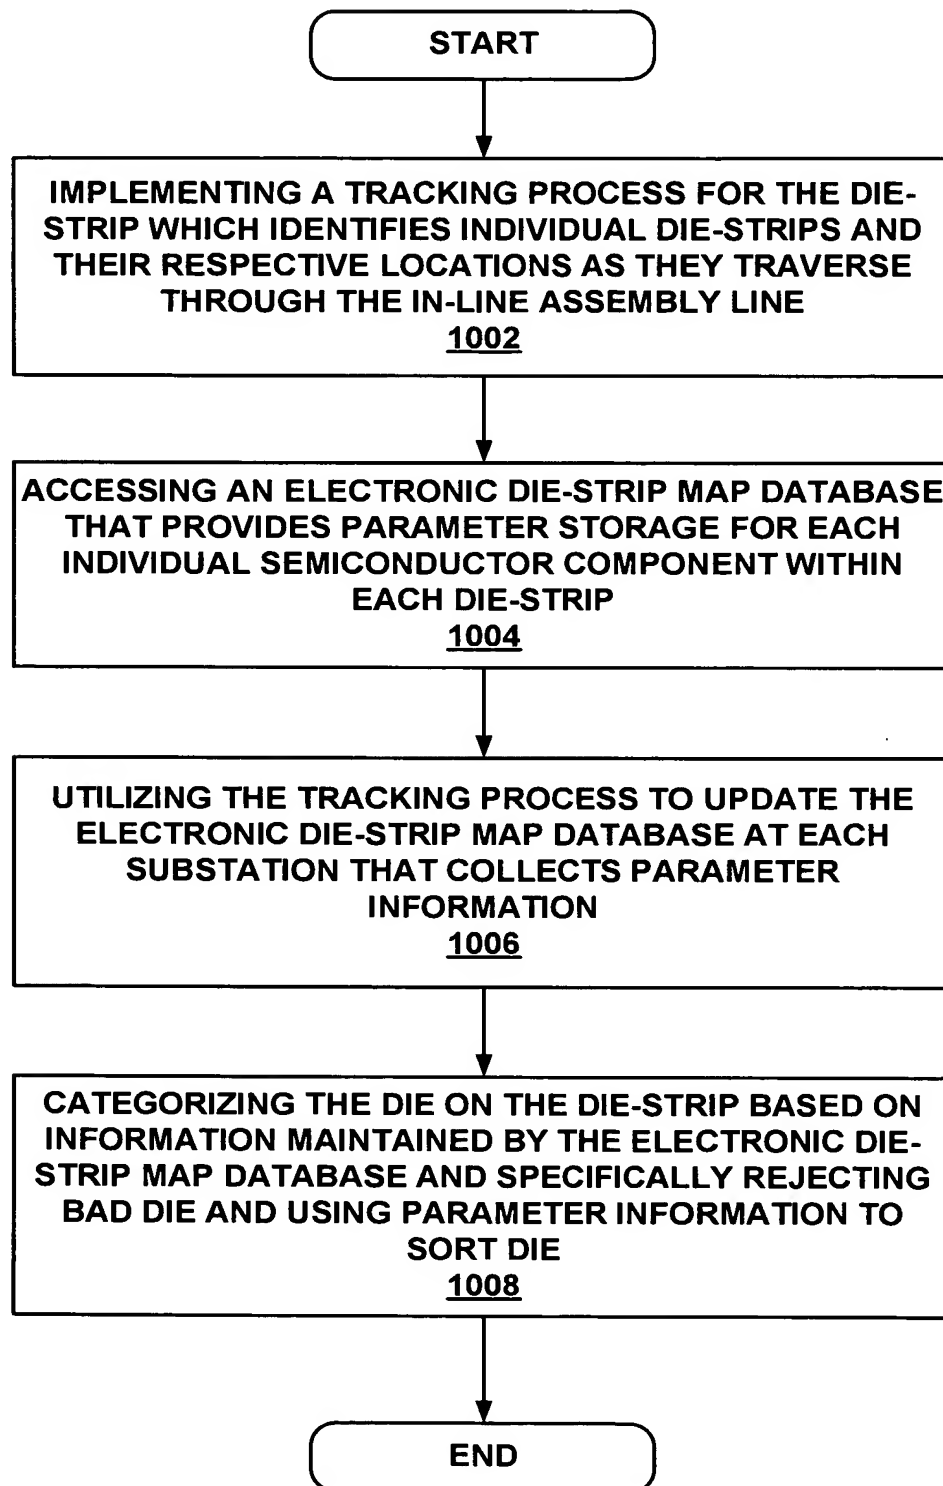 START
IMPLEMENTING A TRACKING PROCESS FOR THE DIE-
STRIP WHICH IDENTIFIES INDIVIDUAL DIE-STRIPS AND
THEIR RESPECTIVE LOCATIONS AS THEY TRAVERSE
THROUGH THE IN-LINE ASSEMBLY LINE
1002
ACCESSING AN ELECTRONIC DIE-STRIP MAP DATABASE
THAT PROVIDES PARAMETER STORAGE FOR EACH
INDIVIDUAL SEMICONDUCTOR COMPONENT WITHIN
EACH DIE-STRIP
1004
UTILIZING THE TRACKING PROCESS TO UPDATE THE
ELECTRONIC DIE-STRIP MAP DATABASE AT EACH
SUBSTATION THAT COLLECTS PARAMETER
INFORMATION
1006
CATEGORIZING THE DIE ON THE DIE-STRIP BASED ON
INFORMATION MAINTAINED BY THE ELECTRONIC DIE-
STRIP MAP DATABASE AND SPECIFICALLY REJECTING
BAD DIE AND USING PARAMETER INFORMATION TO
SORT DIE
1008
END